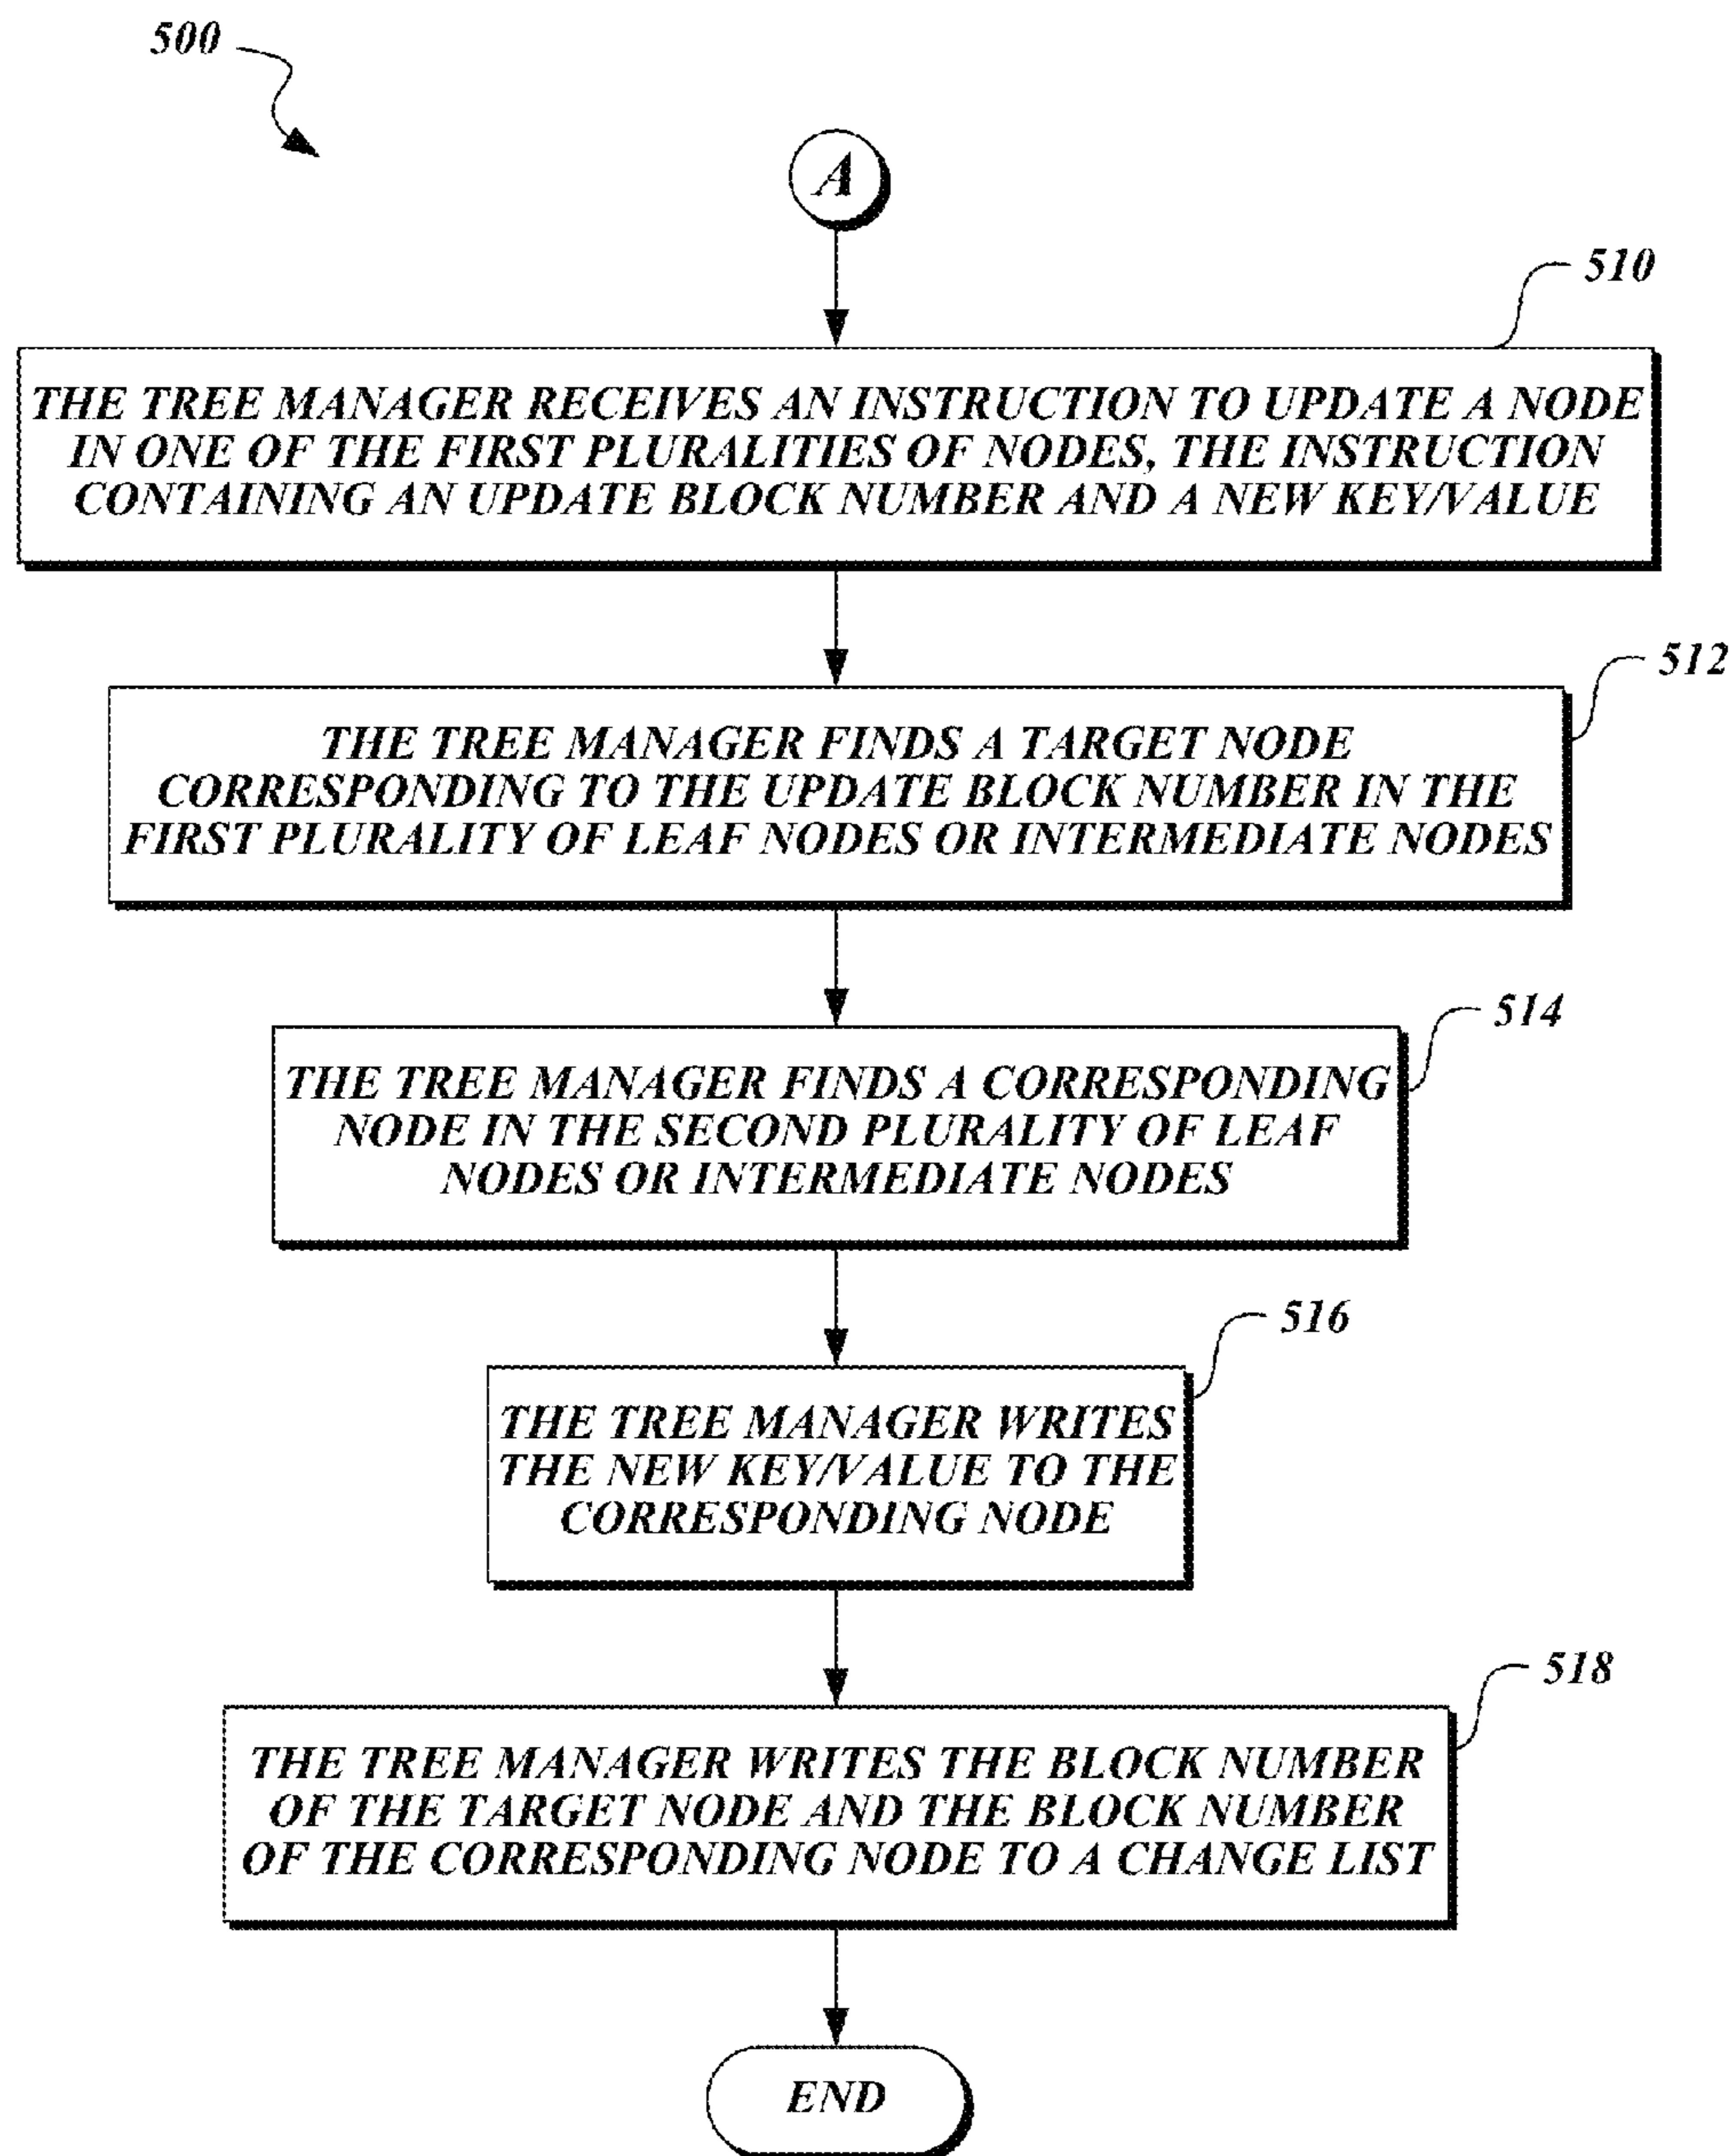 500
A
510
THE TREE MANAGER RECEIVES AN INSTRUCTION TO UPDATE A NODE
IN ONE OF THE FIRST PLURALITIES OF NODES, THE INSTRUCTION
CONTAINING AN UPDATE BLOCK NUMBER AND A NEW KEY/VALUE
512
THE TREE MANAGER FINDS A TARGET NODE
CORRESPONDING TO THE UPDATE BLOCK NUMBER IN THE
FIRST PLURALITY OF LEAF NODES OR INTERMEDIATE NODES
514
THE TREE MANAGER FINDS A CORRESPONDING
NODE IN THE SECOND PLURALITY OF LEAF
NODES OR INTERMEDIATE NODES
516
THE TREE MANAGER WRITES
THE NEW KEY/VALUE TO THE
CORRESPONDING NODE
518
THE TREE MANAGER WRITES THE BLOCK NUMBER
OF THE TARGET NODE AND THE BLOCK NUMBER
OF THE CORRESPONDING NODE TO A CHANGE LIST
END